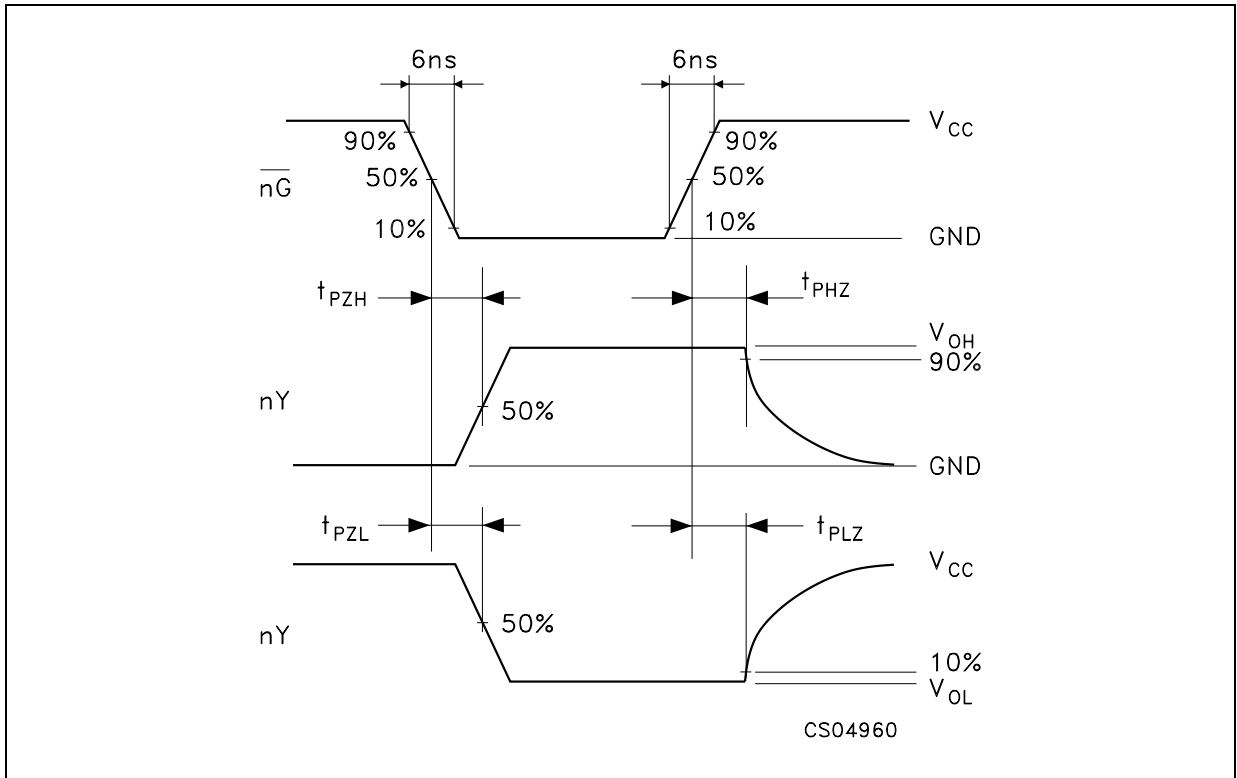 6ns 6ns
V_CC
90% 90%
n̅G̅ 50% 50%
10% 10%
GND
t_PZH t_PHZ
V_OH
90%
nY 50%
GND
t_PZL t_PLZ
V_CC
nY 50%
10%
V_OL
CS04960